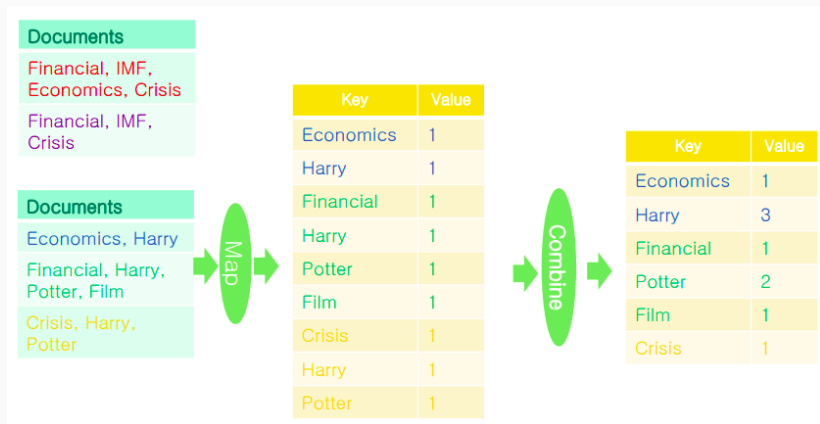 Documents
Financial, IMF,
Economics, Crisis
Financial, IMF,
Crisis
Documents
Economics, Harry
Financial, Harry,
Potter, Film
Crisis, Harry,
Potter
Map
Key Value
Economics 1
Harry 1
Financial 1
Harry 1
Potter 1
Film 1
Crisis 1
Harry 1
Potter 1
Combine
Key Value
Economics 1
Harry 3
Financial 1
Potter 2
Film 1
Crisis 1